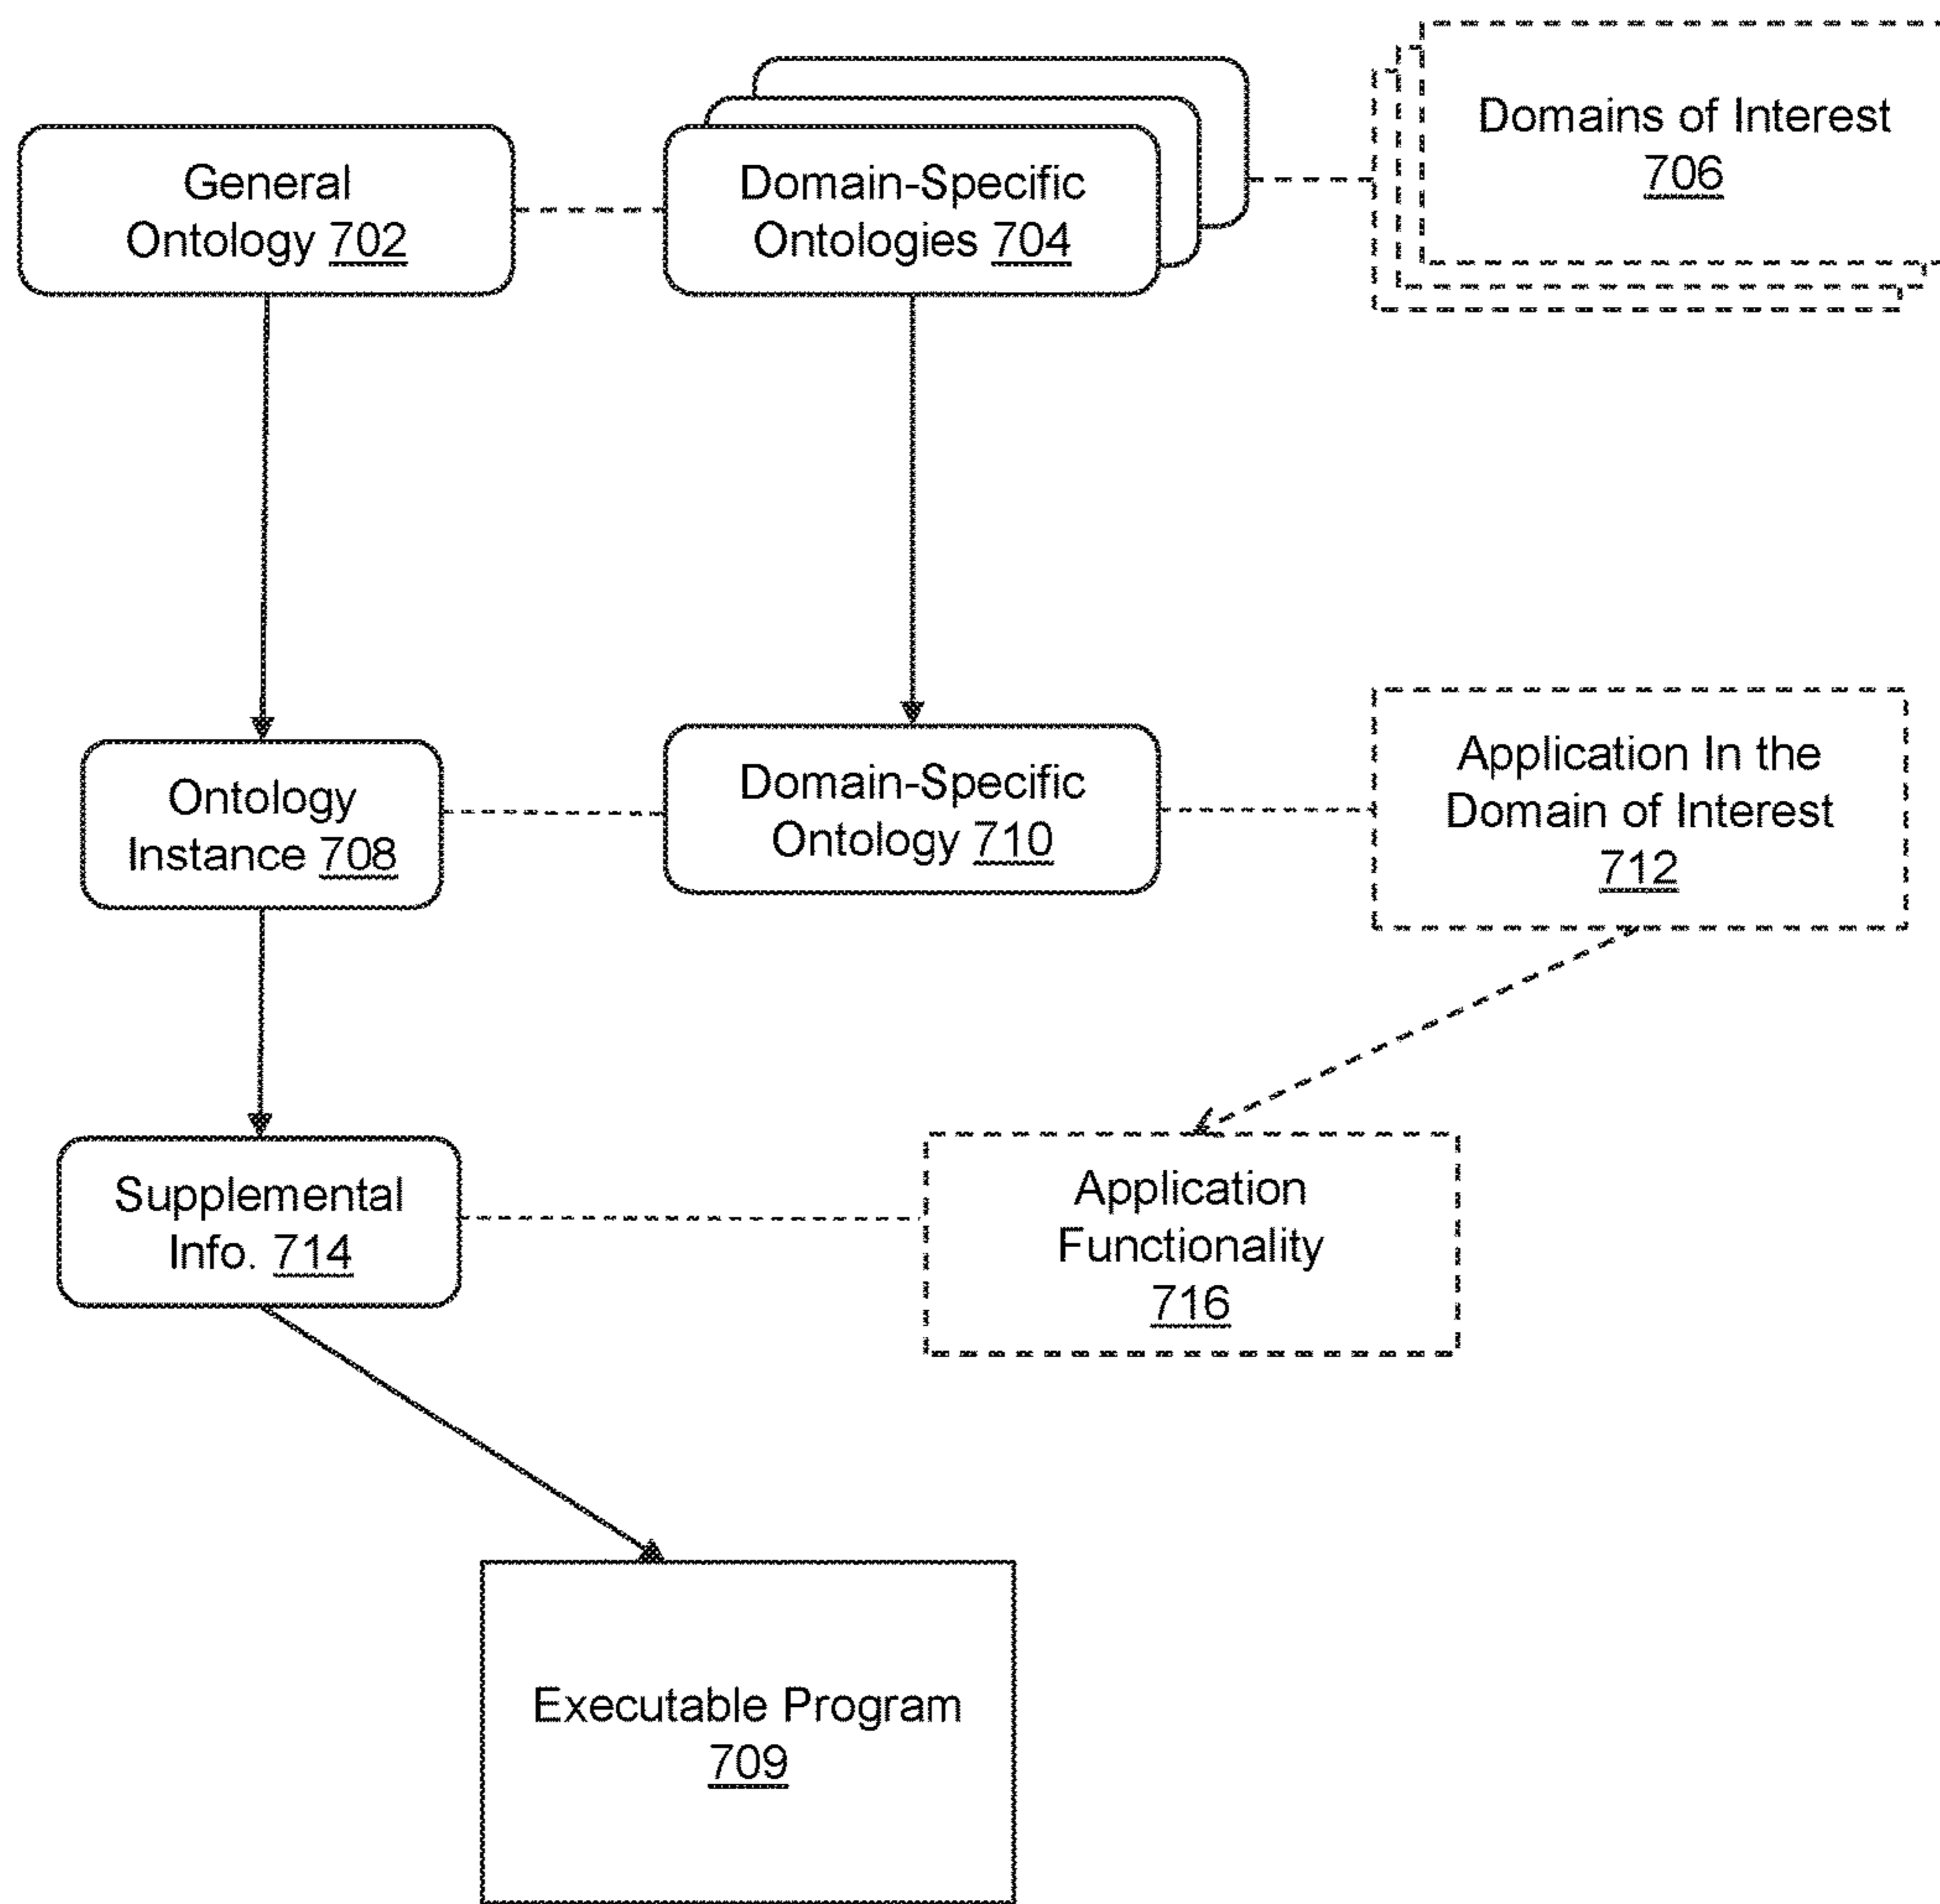 Domains of Interest
706
General
Ontology 702
Domain-Specific
Ontologies 704
Ontology
Instance 708
Domain-Specific
Ontology 710
Application In the
Domain of Interest
712
Supplemental
Info. 714
Application
Functionality
716
Executable Program
709